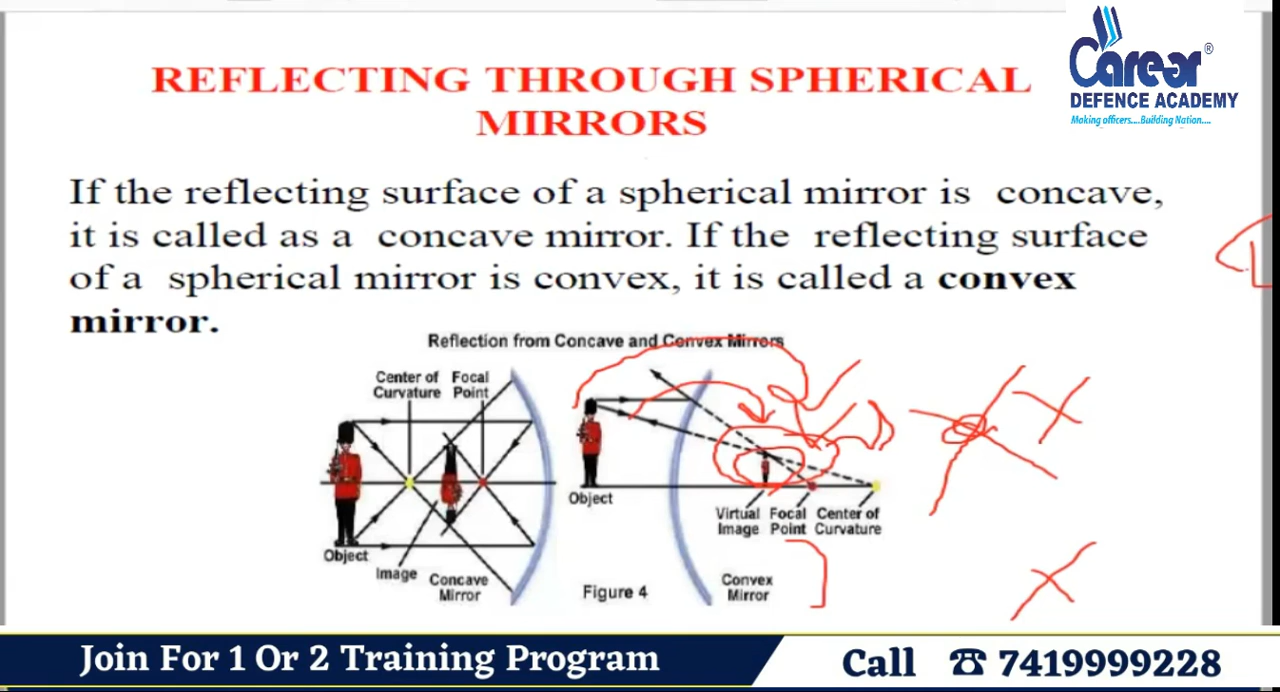 Carear®
DEFENCE ACADEMY
Making officers....Building Nation....
REFLECTING THROUGH SPHERICAL
MIRRORS
If the reflecting surface of a spherical mirror is concave,
it is called as a concave mirror. If the reflecting surface
of a spherical mirror is convex, it is called a convex
mirror.
Reflection from Concave and Convex Mirrors
Center of Curvature
Focal Point
Object
Image
Concave Mirror
Object
Figure 4
Virtual Image
Focal Point
Center of Curvature
Convex Mirror
Join For 1 Or 2 Training Program
Call ☎ 7419999228